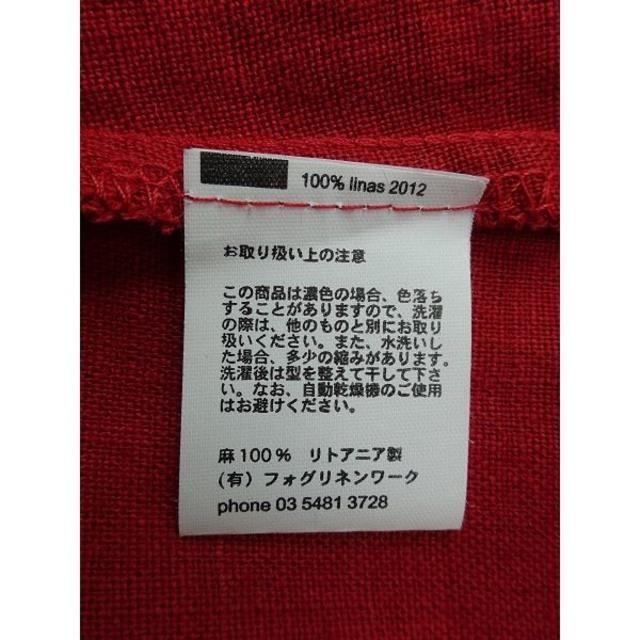 100% linas 2012
お取り扱い上の注意
この商品は濃色の場合、色落ち
することがありますので、洗濯
の際は、他のものと別にお取り
扱いください。また、水洗いし
た場合、多少の縮みがあります。
洗濯後は型を整えて干して下さ
い。なお、自動乾燥機のご使用
はお避けください。
麻100% リトアニア製
(有) フォグリネンワーク
phone 03 5481 3728